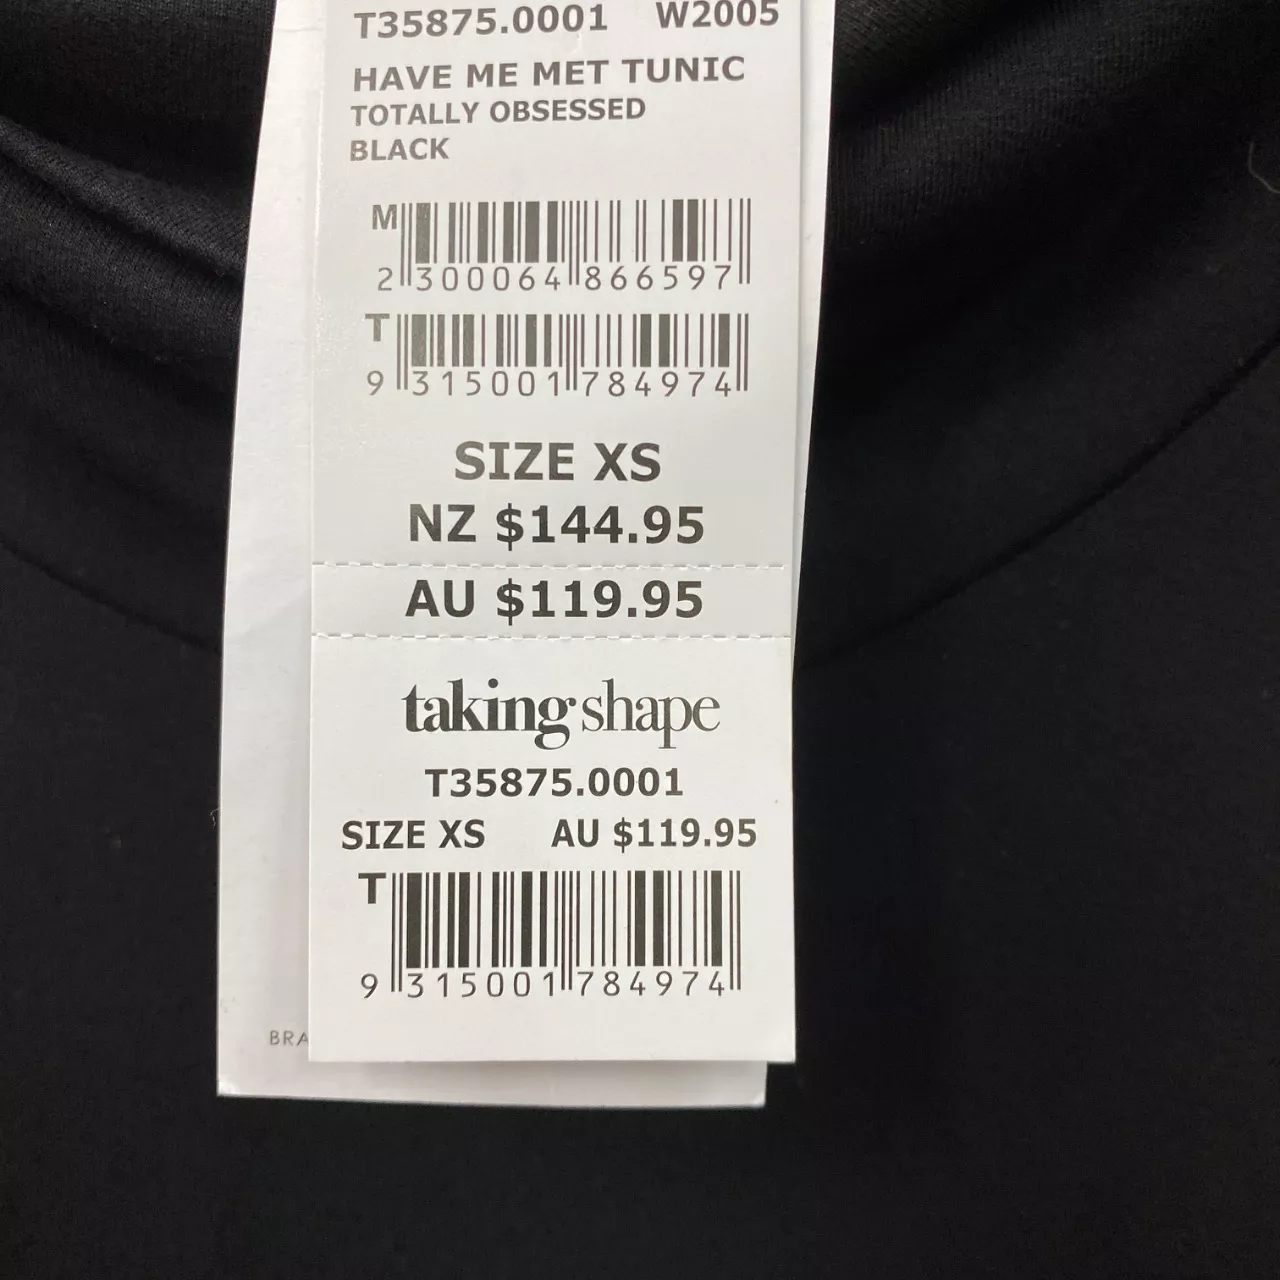 T35875.0001 W2005
HAVE ME MET TUNIC
TOTALLY OBSESSED
BLACK
M
2 300064 866597
T
9 315001 784974
SIZE XS
NZ $144.95
AU $119.95
taking shape
T35875.0001
SIZE XS AU $119.95
T
9 315001 784974
BRA